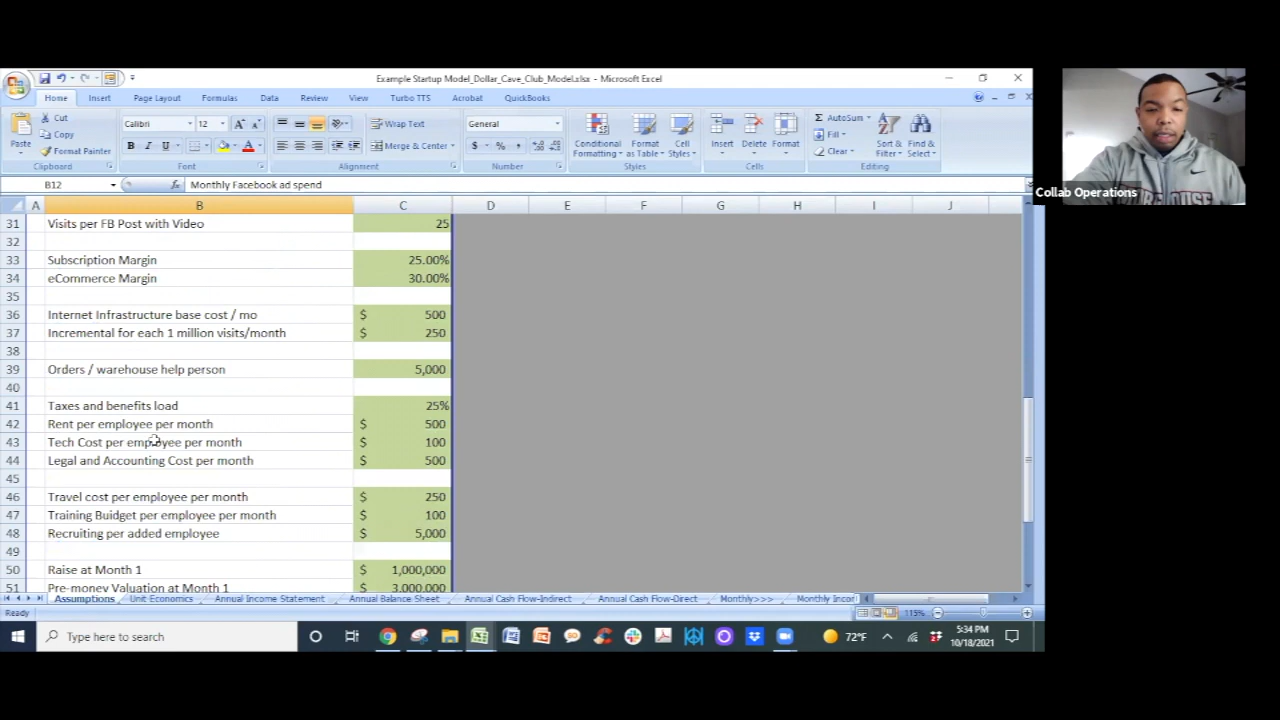 Example Startup Model_Dollar_Cave_Club_Model.xlsx - Microsoft Excel
Home Insert Page Layout Formulas Data Review View Turbo TTS Acrobat QuickBooks
Paste
Cut
Copy
Format Painter
Clipboard
Calibri 12
B I U
Font
Wrap Text
Merge & Center
Alignment
General
$ % ,
Number
Conditional Formatting
Format as Table
Cell Styles
Styles
Insert Delete Format
Cells
AutoSum
Fill
Clear
Sort & Filter
Find & Select
Editing
Collab Operations
B12 fx Monthly Facebook ad spend
A B C D E F G H I J
31 Visits per FB Post with Video 25
32
33 Subscription Margin 25.00%
34 eCommerce Margin 30.00%
35
36 Internet Infrastructure base cost / mo $ 500
37 Incremental for each 1 million visits/month $ 250
38
39 Orders / warehouse help person 5,000
40
41 Taxes and benefits load 25%
42 Rent per employee per month $ 500
43 Tech Cost per employee per month $ 100
44 Legal and Accounting Cost per month $ 500
45
46 Travel cost per employee per month $ 250
47 Training Buidget per employee per month $ 100
48 Recruiting per added employee $ 5,000
49
50 Raise at Month 1 $ 1,000,000
51 Pre-money Valuation at Month 1 $ 3,000,000
Assumptions Unit Economics Annual Income Statement Annual Balance Sheet Annual Cash Flow-Indirect Annual Cash Flow-Direct Monthly>>> Monthly Incor
Ready 115%
Type here to search
72°F
5:34 PM
10/18/2021